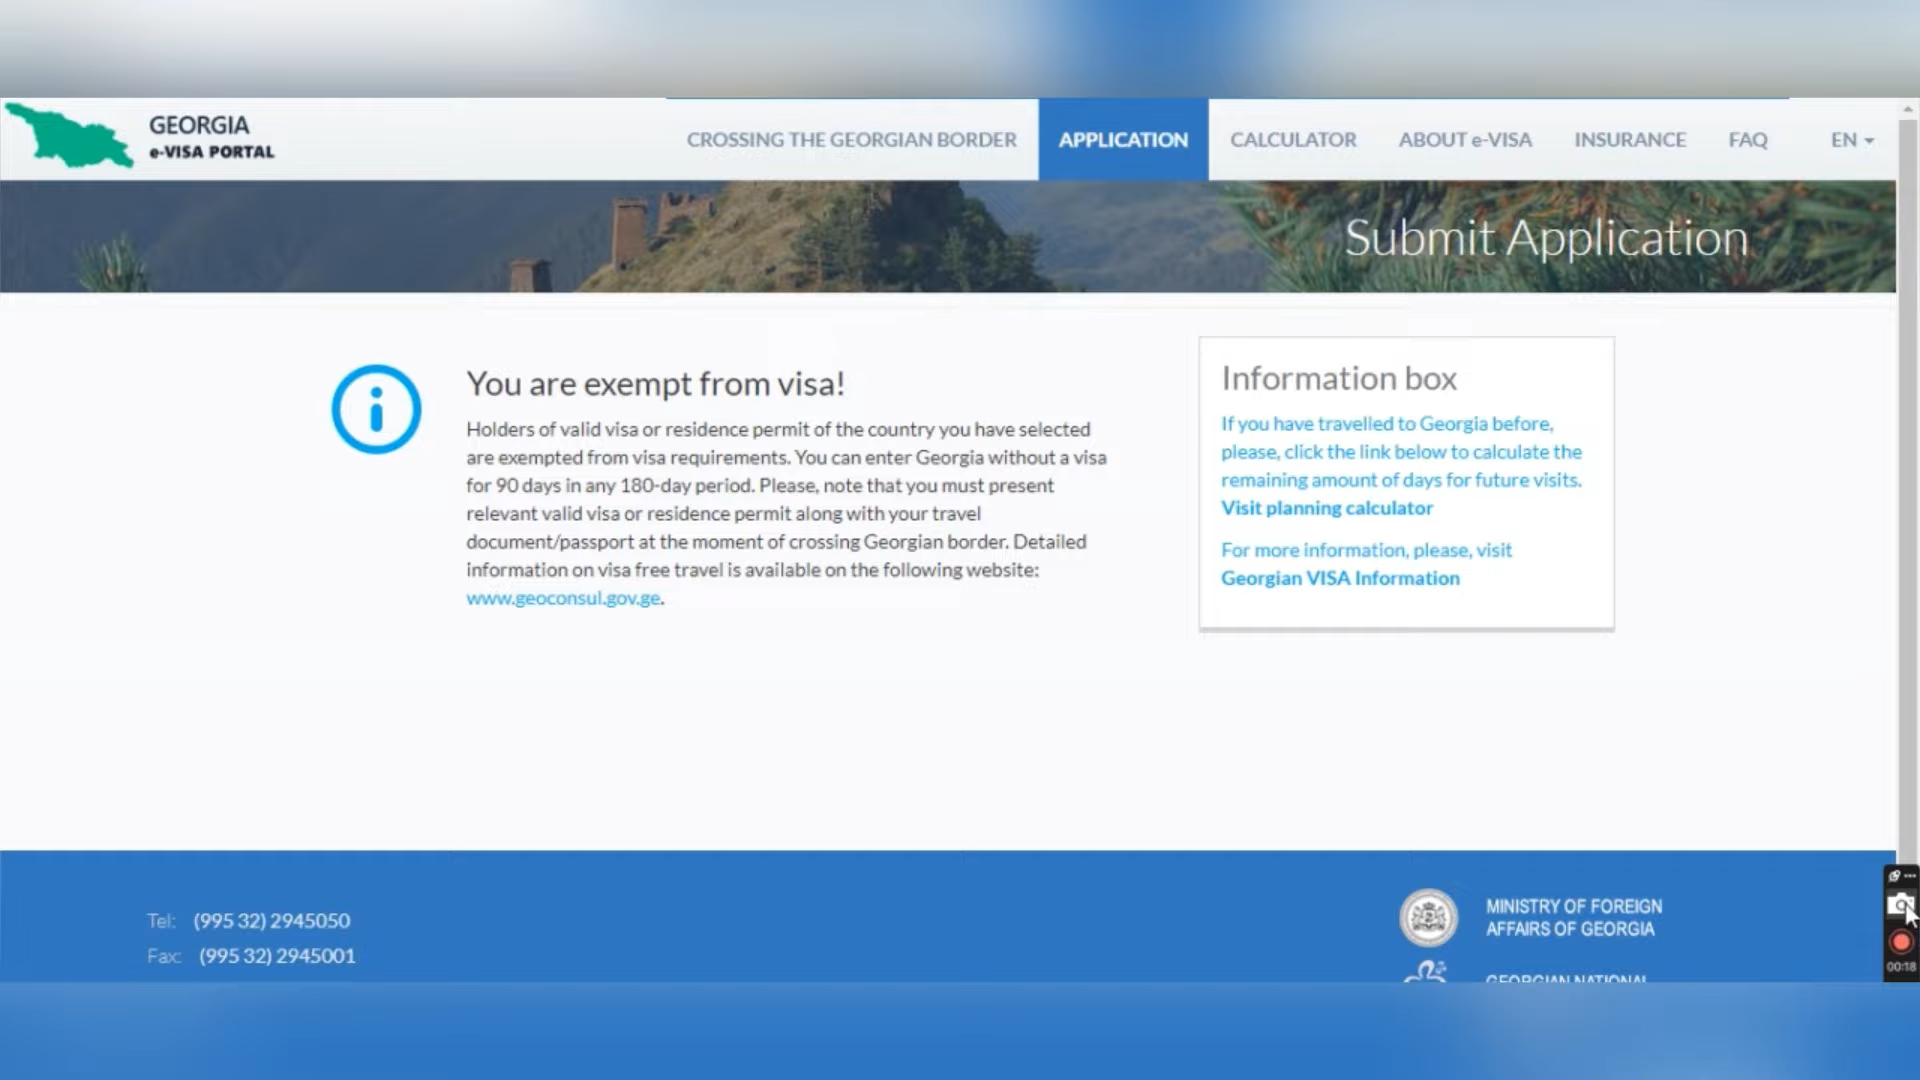 GEORGIA
e-VISA PORTAL
CROSSING THE GEORGIAN BORDER
APPLICATION
CALCULATOR
ABOUT e-VISA
INSURANCE
FAQ
EN
Submit Application
You are exempt from visa!
Holders of valid visa or residence permit of the country you have selected
are exempted from visa requirements. You can enter Georgia without a visa
for 90 days in any 180-day period. Please, note that you must present
relevant valid visa or residence permit along with your travel
document/passport at the moment of crossing Georgian border. Detailed
information on visa free travel is available on the following website:
www.geoconsul.gov.ge.
Information box
If you have travelled to Georgia before,
please, click the link below to calculate the
remaining amount of days for future visits.
Visit planning calculator
For more information, please, visit
Georgian VISA Information
Tel: (995 32) 2945050
Fax: (995 32) 2945001
MINISTRY OF FOREIGN
AFFAIRS OF GEORGIA
GEORGIAN NATIONAL
00:18